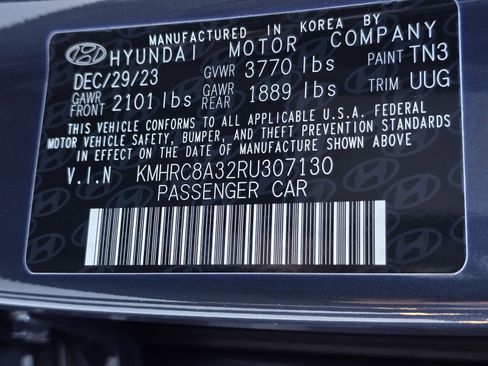 MANUFACTURED IN KOREA BY
HYUNDAI MOTOR COMPANY
DEC/29/23 GVWR 3770 lbs PAINT TN3
GAWR FRONT 2101 lbs GAWR REAR 1889 lbs TRIM UUG
THIS VEHICLE CONFORMS TO ALL APPLICABLE U.S.A. FEDERAL
MOTOR VEHICLE SAFETY, BUMPER, AND THEFT PREVENTION STANDARDS
IN EFFECT ON THE DATE OF MANUFACTURE SHOWN ABOVE.
V.I.N KMHRC8A32RU307130
PASSENGER CAR